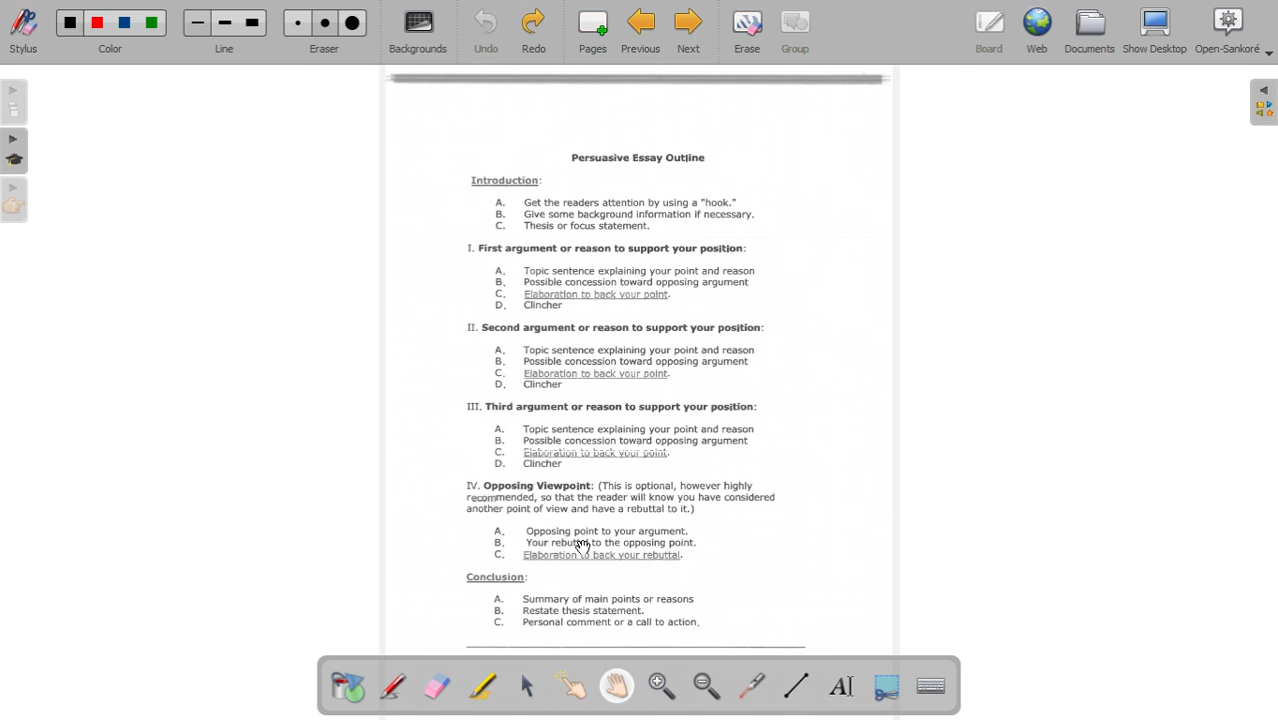 Stylus
Color
Line
Eraser
Backgrounds
Undo
Redo
Pages
Previous
Next
Erase
Group
Board
Web
Documents
Show Desktop
Open-Sankoré
Persuasive Essay Outline
Introduction:
A. Get the readers attention by using a "hook."
B. Give some background information if necessary.
C. Thesis or focus statement.
I. First argument or reason to support your position:
A. Topic sentence explaining your point and reason
B. Possible concession toward opposing argument
C. Elaboration to back your point.
D. Clincher
II. Second argument or reason to support your position:
A. Topic sentence explaining your point and reason
B. Possible concession toward opposing argument
C. Elaboration to back your point.
D. Clincher
III. Third argument or reason to support your position:
A. Topic sentence explaining your point and reason
B. Possible concession toward opposing argument
C. Elaboration to back your point.
D. Clincher
IV. Opposing Viewpoint: (This is optional, however highly
recommended, so that the reader will know you have considered
another point of view and have a rebuttal to it.)
A. Opposing point to your argument.
B. Your rebuttal to the opposing point.
C. Elaboration to back your rebuttal.
Conclusion:
A. Summary of main points or reasons
B. Restate thesis statement.
C. Personal comment or a call to action.